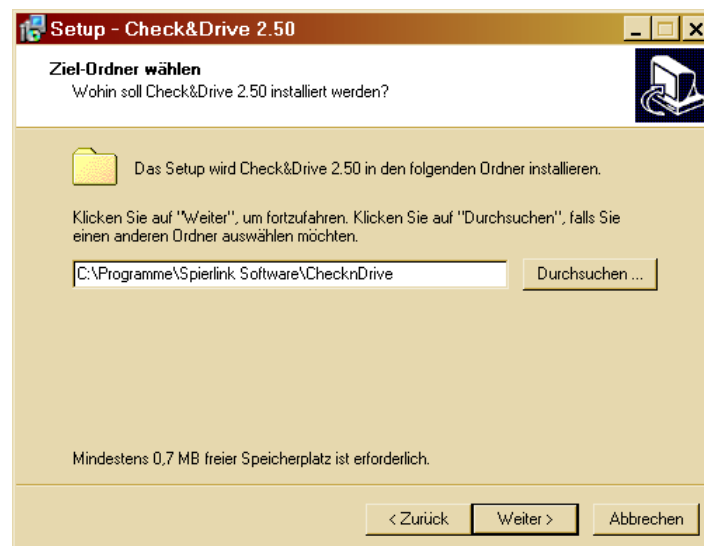 Setup - Check&Drive 2.50
Ziel-Ordner wählen
Wohin soll Check&Drive 2.50 installiert werden?
Das Setup wird Check&Drive 2.50 in den folgenden Ordner installieren.
Klicken Sie auf "Weiter", um fortzufahren. Klicken Sie auf "Durchsuchen", falls Sie
einen anderen Ordner auswählen möchten.
C:\Programme\Spierlink Software\ChecknDrive
Durchsuchen ...
Mindestens 0,7 MB freier Speicherplatz ist erforderlich.
< Zurück Weiter > Abbrechen